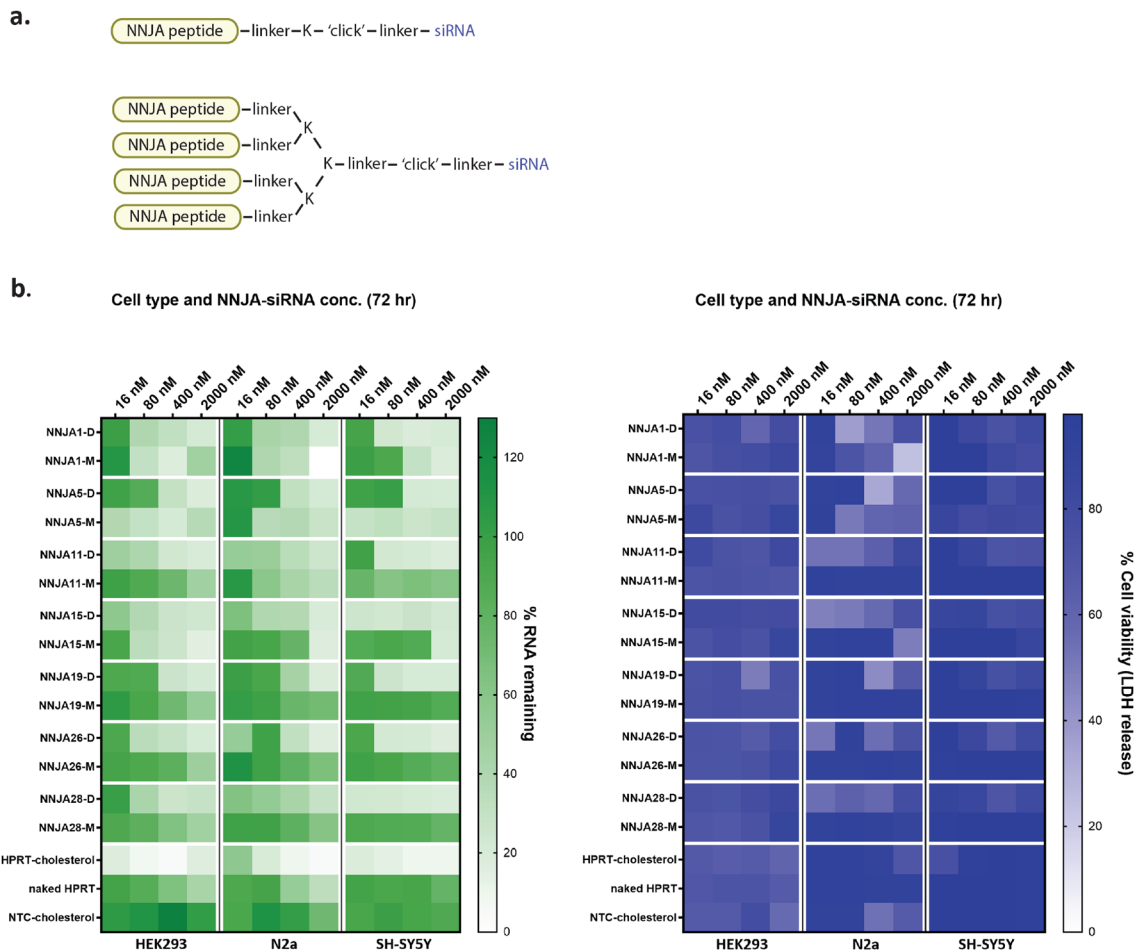 a.
NNJA peptide – linker – K – ‘click’ – linker – siRNA
NNJA peptide – linker
K
NNJA peptide – linker
K – linker – ‘click’ – linker – siRNA
NNJA peptide – linker
K
NNJA peptide – linker
b.
Cell type and NNJA-siRNA conc. (72 hr)
16 nM 80 nM 400 nM 2000 nM 16 nM 80 nM 400 nM 2000 nM 16 nM 80 nM 400 nM 2000 nM
NNJA1-D
NNJA1-M
NNJA5-D
NNJA5-M
NNJA11-D
NNJA11-M
NNJA15-D
NNJA15-M
NNJA19-D
NNJA19-M
NNJA26-D
NNJA26-M
NNJA28-D
NNJA28-M
HPRT-cholesterol
naked HPRT
NTC-cholesterol
HEK293 N2a SH-SY5Y
120
100
80
60
40
20
0
% RNA remaining
Cell type and NNJA-siRNA conc. (72 hr)
16 nM 80 nM 400 nM 2000 nM 16 nM 80 nM 400 nM 2000 nM 16 nM 80 nM 400 nM 2000 nM
NNJA1-D
NNJA1-M
NNJA5-D
NNJA5-M
NNJA11-D
NNJA11-M
NNJA15-D
NNJA15-M
NNJA19-D
NNJA19-M
NNJA26-D
NNJA26-M
NNJA28-D
NNJA28-M
HPRT-cholesterol
naked HPRT
NTC-cholesterol
HEK293 N2a SH-SY5Y
80
60
40
20
0
% Cell viability (LDH release)